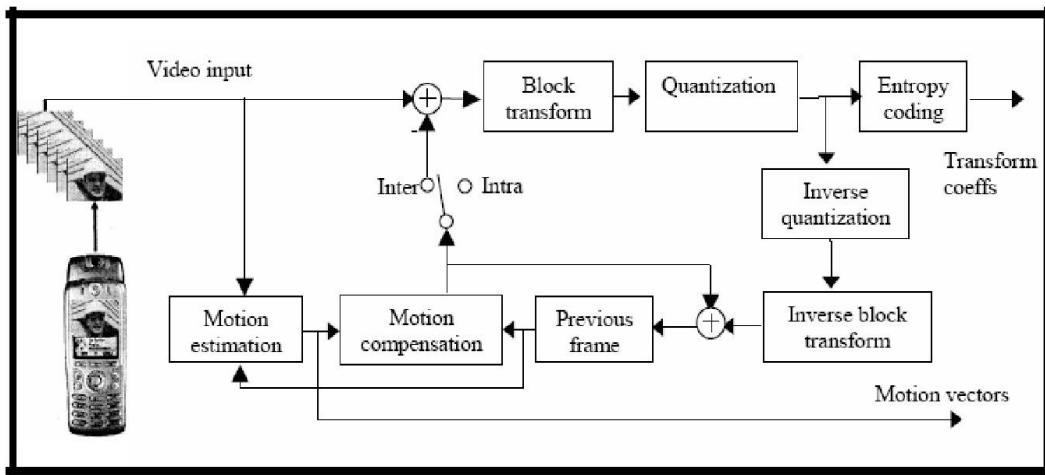 Video input
Block
transform
Quantization
Entropy
coding
Transform
coeffs
Inter
Intra
Inverse
quantization
Motion
estimation
Motion
compensation
Previous
frame
Inverse block
transform
Motion vectors